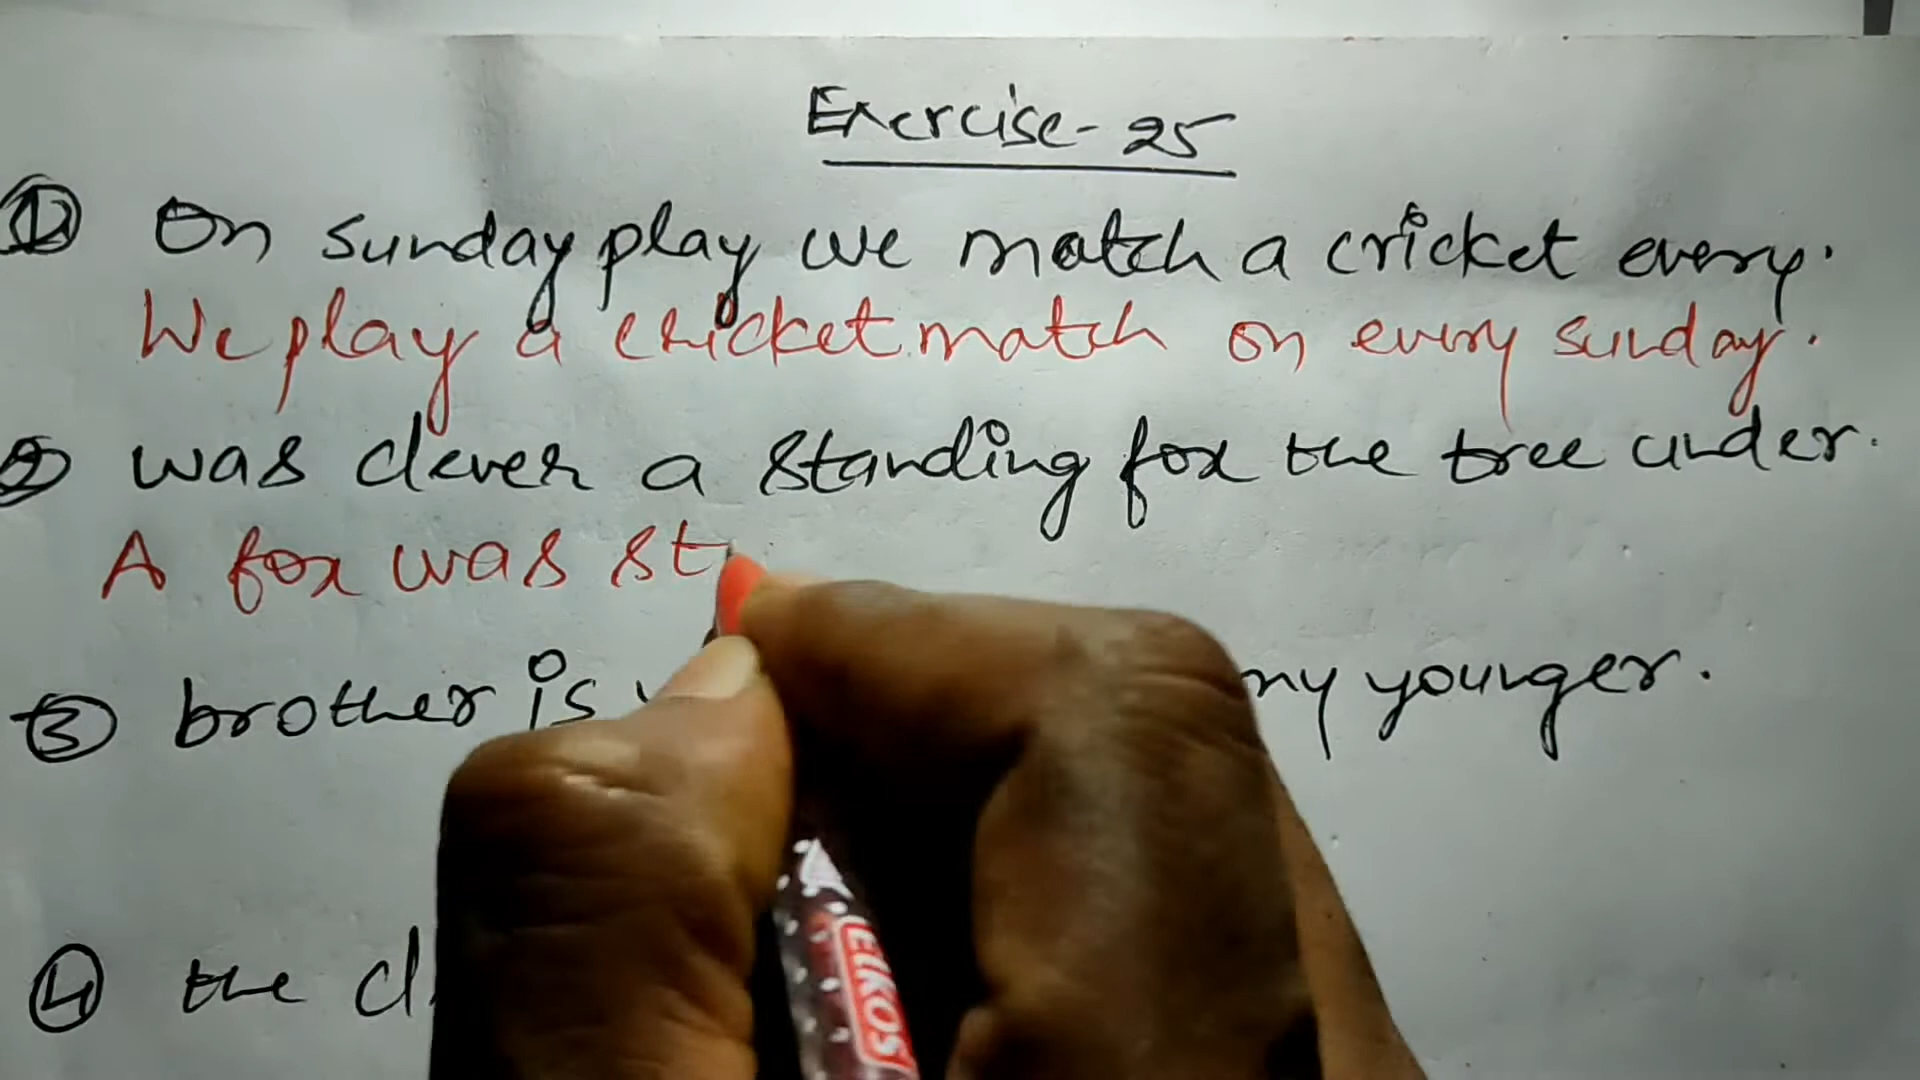 Exercise-25
① On sunday play we match a cricket every.
We play a cricket match on every sunday.
② was clever a standing fox the tree under.
A fox was st
③ brother is my younger.
④ the
ELKOS